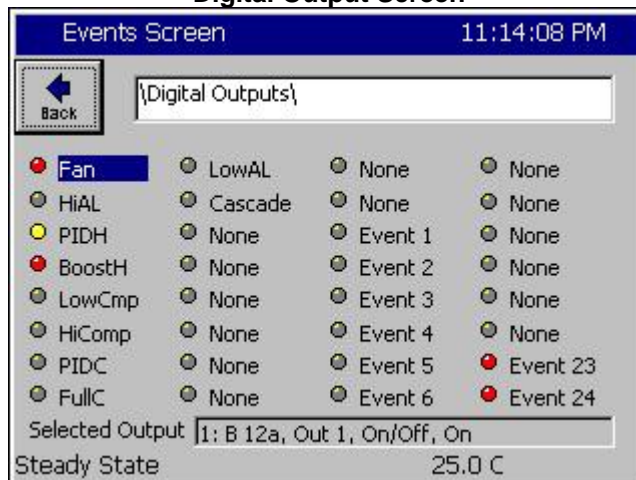 Digital Output Screen
Events Screen 11:14:08 PM
Back
\Digital Outputs\
Fan LowAL None None
HiAL Cascade None None
PIDH None Event 1 None
BoostH None Event 2 None
LowCmp None Event 3 None
HiComp None Event 4 None
PIDC None Event 5 Event 23
FullC None Event 6 Event 24
Selected Output 1: B 12a, Out 1, On/Off, On
Steady State 25.0 C